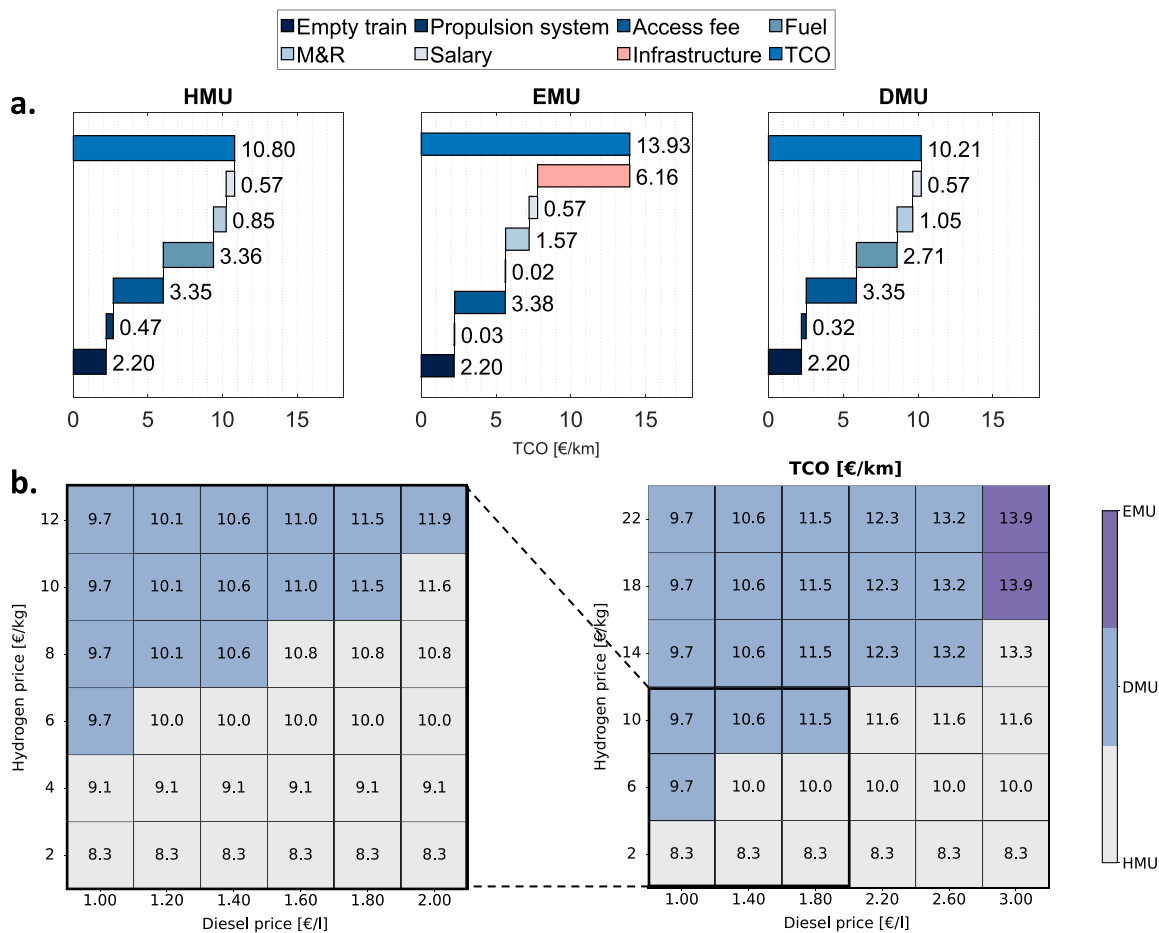 Empty train Propulsion system Access fee Fuel
M&R Salary Infrastructure TCO
a.
HMU EMU DMU
10.80 13.93 10.21
0.57 6.16 0.57
0.85 0.57 1.05
3.36 1.57 2.71
3.35 0.02 3.35
0.47 3.38 0.32
2.20 0.03 2.20
2.20
0 5 10 15 0 5 10 15 0 5 10 15
TCO [€/km]
b.
12 9.7 10.1 10.6 11.0 11.5 11.9
10 9.7 10.1 10.6 11.0 11.5 11.6
8 9.7 10.1 10.6 10.8 10.8 10.8
6 9.7 10.0 10.0 10.0 10.0 10.0
4 9.1 9.1 9.1 9.1 9.1 9.1
2 8.3 8.3 8.3 8.3 8.3 8.3
1.00 1.20 1.40 1.60 1.80 2.00
Hydrogen price [€/kg]
Diesel price [€/l]
TCO [€/km]
22 9.7 10.6 11.5 12.3 13.2 13.9
18 9.7 10.6 11.5 12.3 13.2 13.9
14 9.7 10.6 11.5 12.3 13.2 13.3
10 9.7 10.6 11.5 11.6 11.6 11.6
6 9.7 10.0 10.0 10.0 10.0 10.0
2 8.3 8.3 8.3 8.3 8.3 8.3
1.00 1.40 1.80 2.20 2.60 3.00
Hydrogen price [€/kg]
Diesel price [€/l]
EMU
DMU
HMU